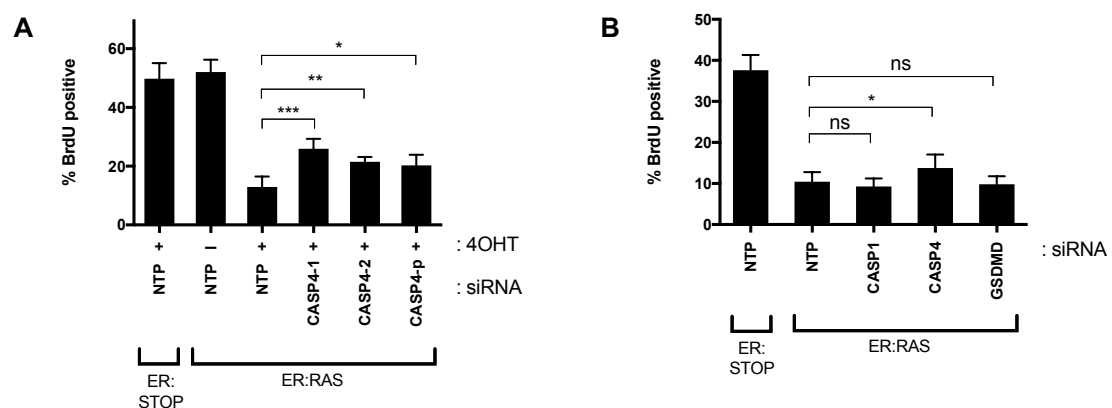 A
% BrdU positive
60
40
20
0
*
**
***
+ – + + + + : 4OHT
NTP NTP NTP CASP4-1 CASP4-2 CASP4-p : siRNA
ER:
STOP
ER:RAS
B
% BrdU positive
50
40
30
20
10
0
ns
*
ns
NTP NTP CASP1 CASP4 GSDMD : siRNA
ER:
STOP
ER:RAS